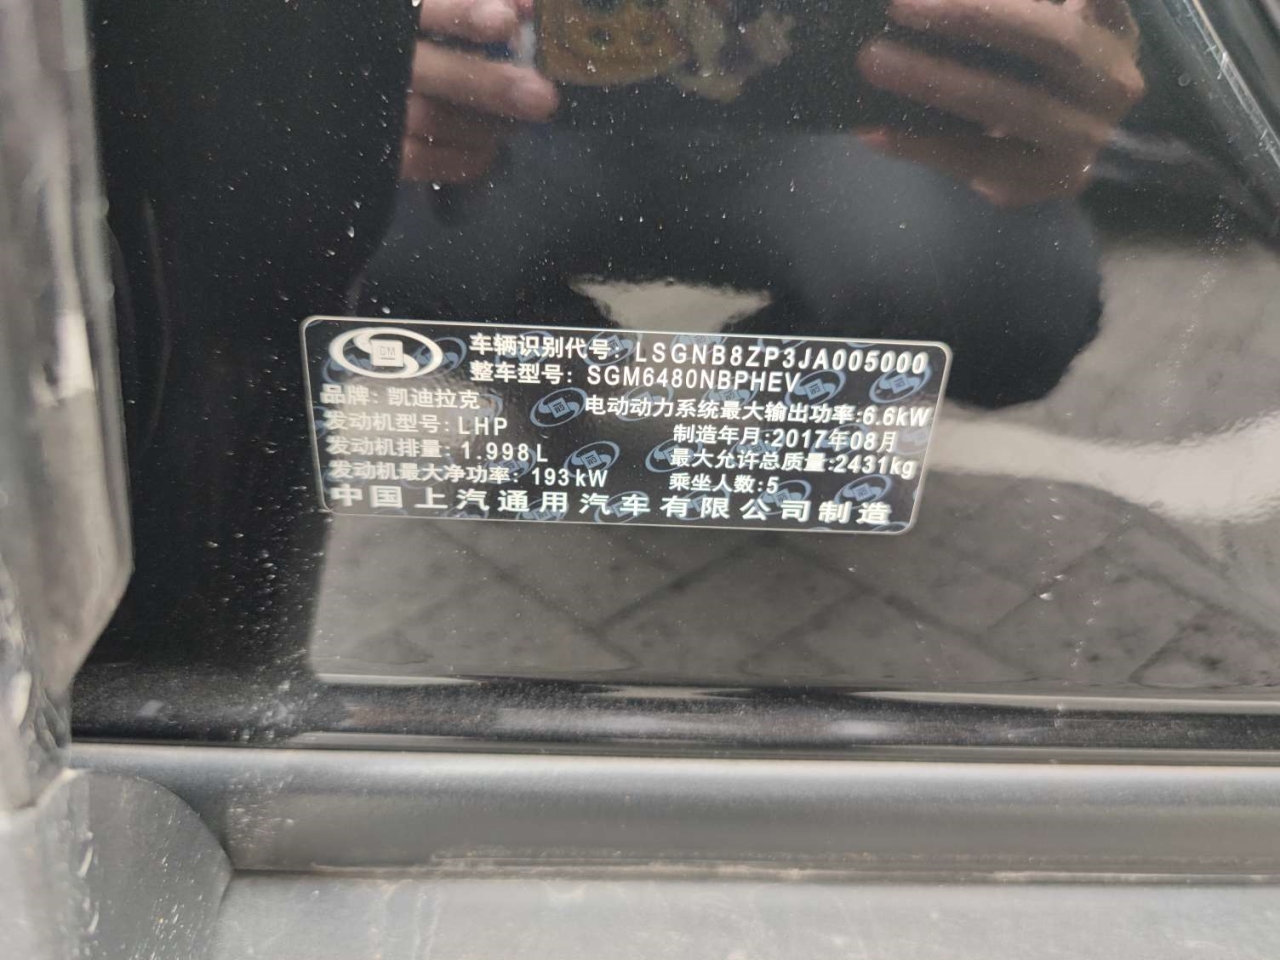 GM
车辆识别代号: LSGNB8ZP3JA005000
整车型号: SGM6480NBPHEV
品牌: 凯迪拉克
电动动力系统最大输出功率:6.6kW
发动机型号: LHP
制造年月:2017年08月
发动机排量: 1.998L
最大允许总质量:2431kg
发动机最大净功率: 193kW
乘坐人数:5
中国上汽通用汽车有限公司制造